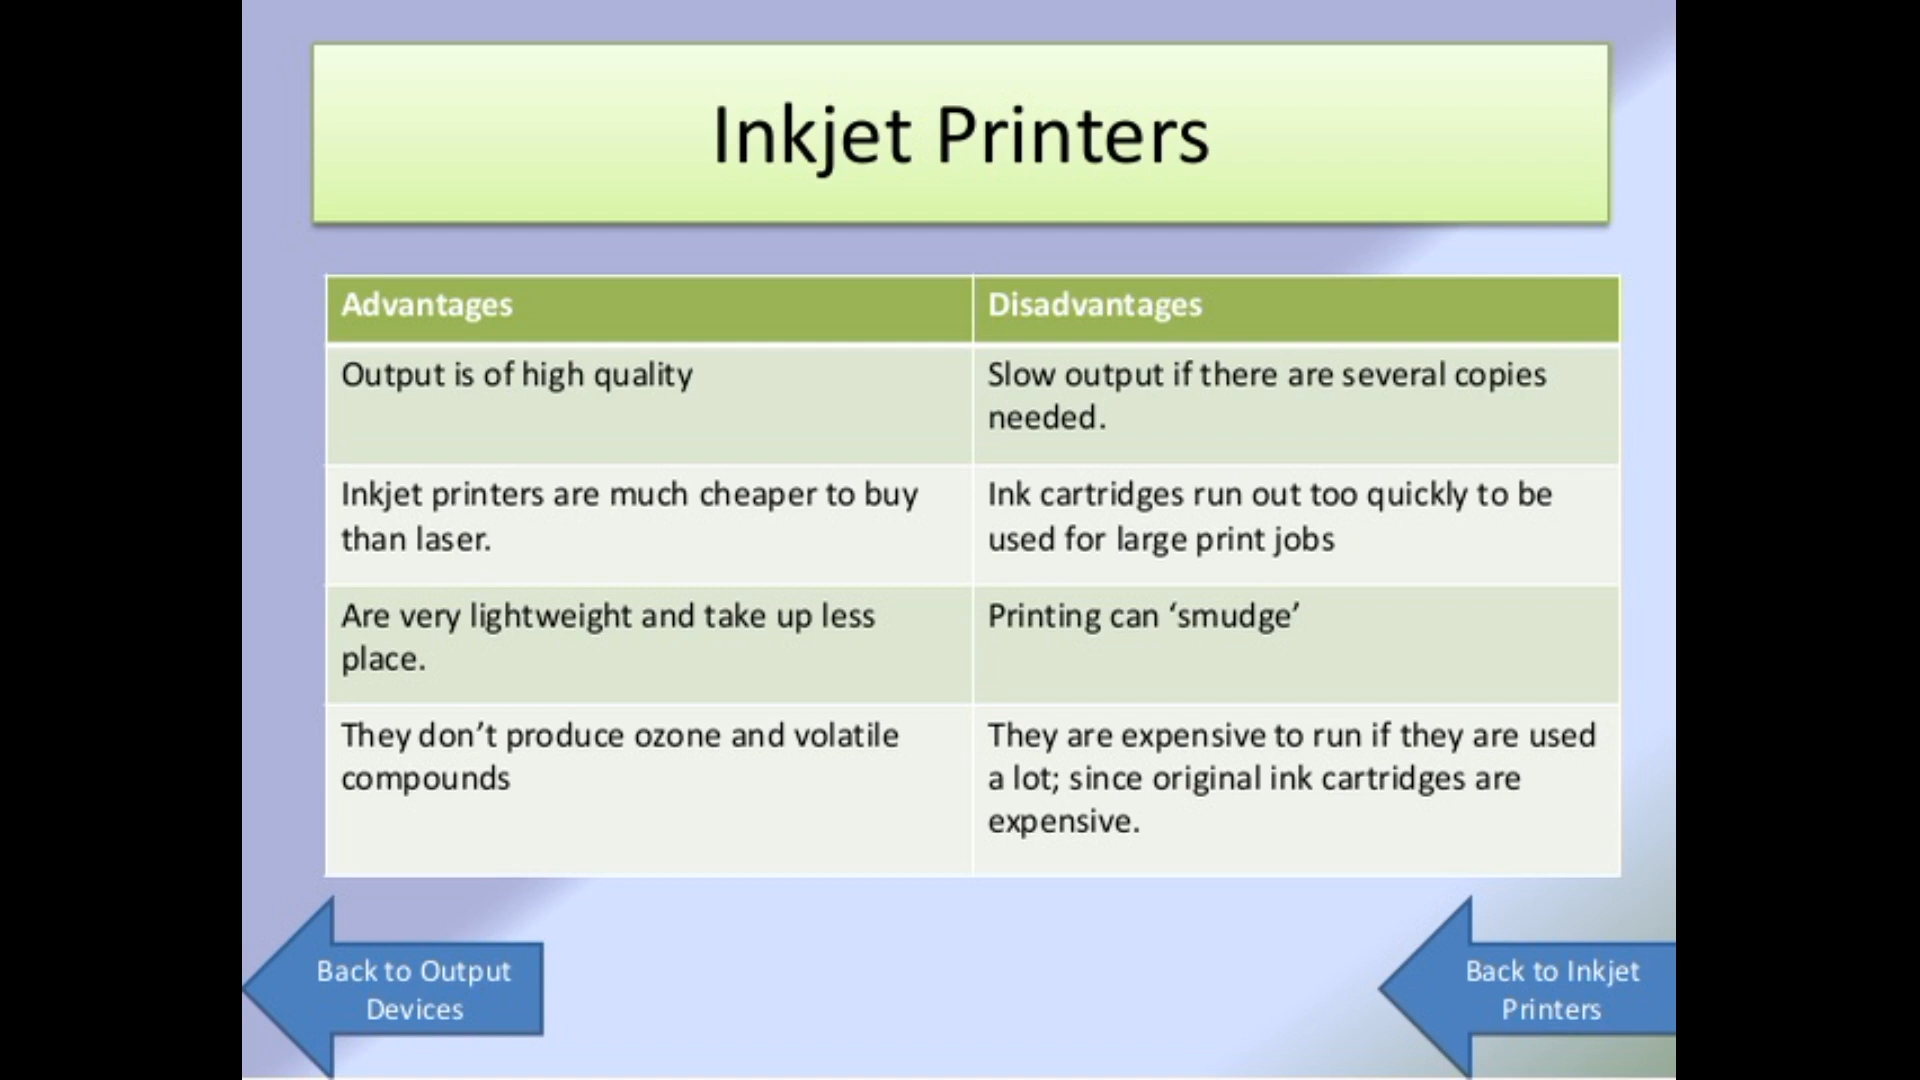 Inkjet Printers
Advantages
Disadvantages
Output is of high quality
Slow output if there are several copies
needed.
Inkjet printers are much cheaper to buy
than laser.
Ink cartridges run out too quickly to be
used for large print jobs
Are very lightweight and take up less
place.
Printing can ‘smudge’
They don’t produce ozone and volatile
compounds
They are expensive to run if they are used
a lot; since original ink cartridges are
expensive.
Back to Output
Devices
Back to Inkjet
Printers